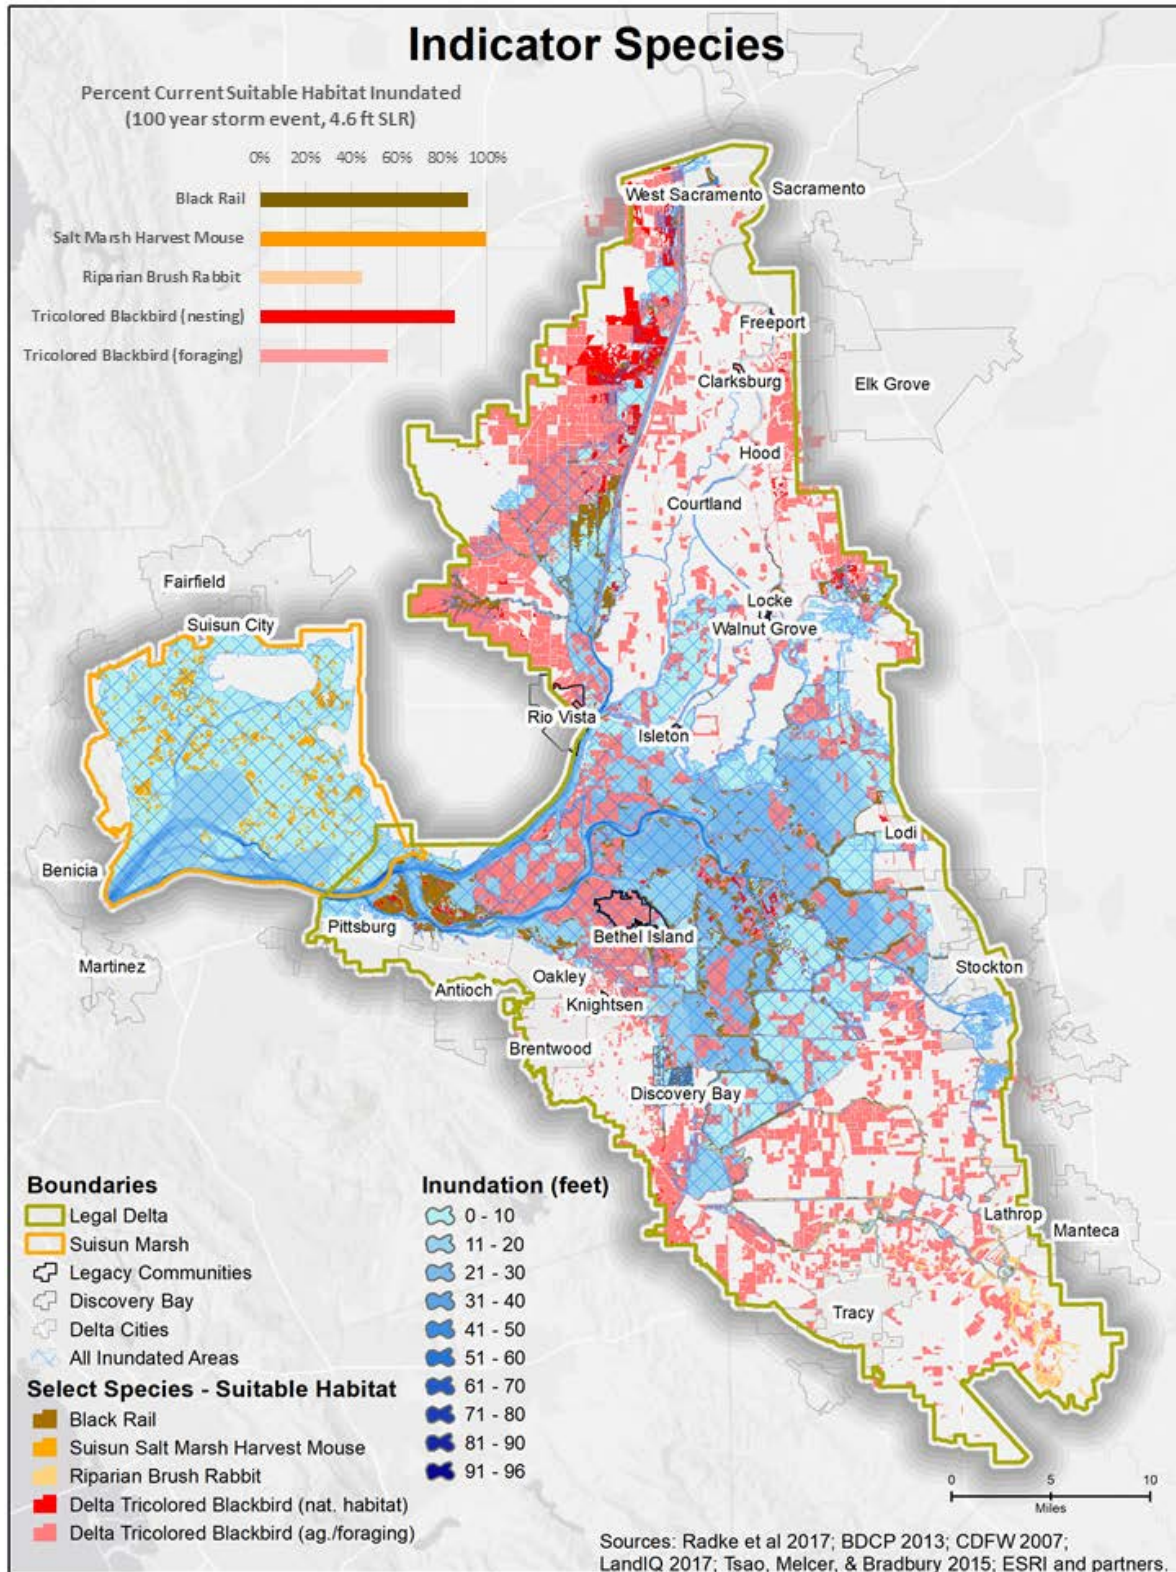 Indicator Species
Percent Current Suitable Habitat Inundated
(100 year storm event, 4.6 ft SLR)
0% 20% 40% 60% 80% 100%
Black Rail
Salt Marsh Harvest Mouse
Riparian Brush Rabbit
Tricolored Blackbird (nesting)
Tricolored Blackbird (foraging)
West Sacramento
Sacramento
Freeport
Clarksburg
Elk Grove
Hood
Courtland
Fairfield
Locke
Suisun City
Walnut Grove
Rio Vista
Isleton
Lodi
Benicia
Pittsburg
Bethel Island
Martinez
Stockton
Oakley
Antioch
Knightsen
Brentwood
Discovery Bay
Lathrop
Manteca
Tracy
Boundaries
Legal Delta
Suisun Marsh
Legacy Communities
Discovery Bay
Delta Cities
All Inundated Areas
Select Species - Suitable Habitat
Black Rail
Suisun Salt Marsh Harvest Mouse
Riparian Brush Rabbit
Delta Tricolored Blackbird (nat. habitat)
Delta Tricolored Blackbird (ag./foraging)
Inundation (feet)
0 - 10
11 - 20
21 - 30
31 - 40
41 - 50
51 - 60
61 - 70
71 - 80
81 - 90
91 - 96
0 5 10
Miles
Sources: Radke et al 2017; BDCP 2013; CDFW 2007;
LandIQ 2017; Tsao, Melcer, & Bradbury 2015; ESRI and partners.